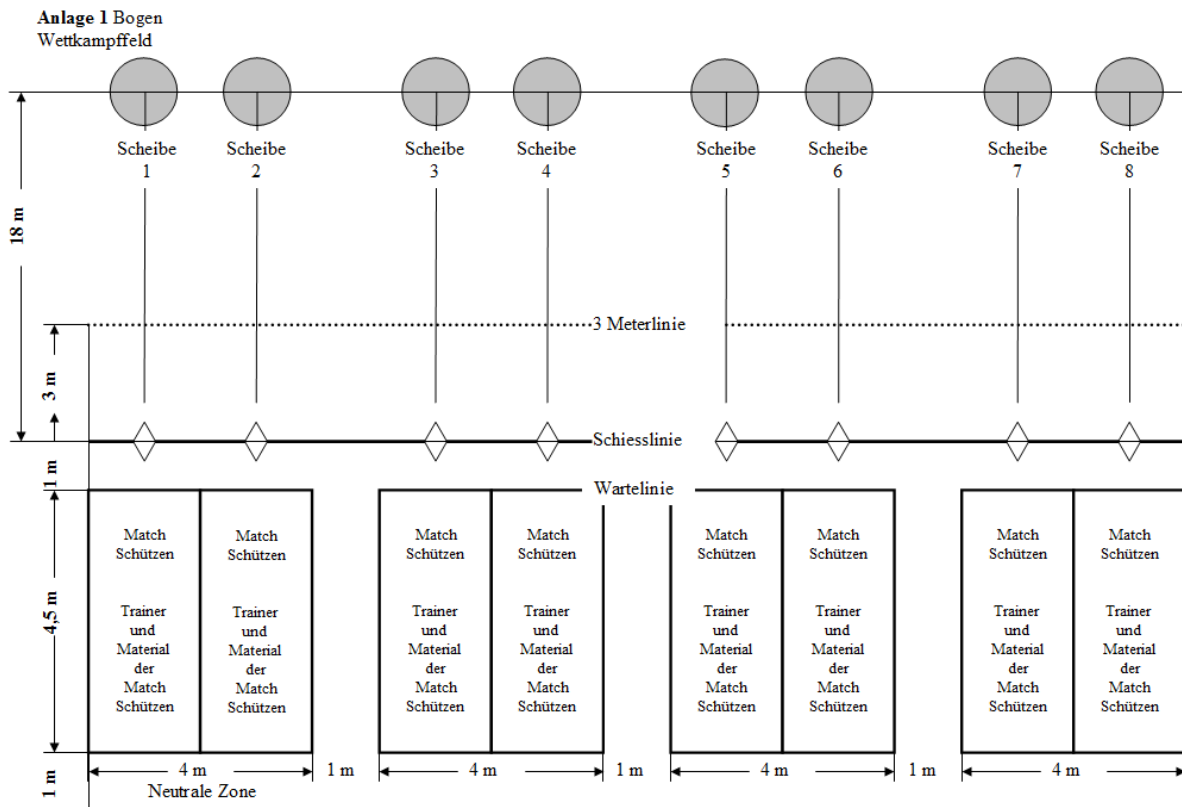 Anlage 1 Bogen
Wettkampffeld
Scheibe
1
Scheibe
2
Scheibe
3
Scheibe
4
Scheibe
5
Scheibe
6
Scheibe
7
Scheibe
8
18 m
3 Meterlinie
3 m
Schiesslinie
1 m
Wartelinie
4,5 m
Match
Schützen
Trainer
und
Material
der
Match
Schützen
Match
Schützen
Trainer
und
Material
der
Match
Schützen
Match
Schützen
Trainer
und
Material
der
Match
Schützen
Match
Schützen
Trainer
und
Material
der
Match
Schützen
Match
Schützen
Trainer
und
Material
der
Match
Schützen
Match
Schützen
Trainer
und
Material
der
Match
Schützen
Match
Schützen
Trainer
und
Material
der
Match
Schützen
Match
Schützen
Trainer
und
Material
der
Match
Schützen
1 m
4 m
1 m
4 m
1 m
4 m
1 m
4 m
Neutrale Zone